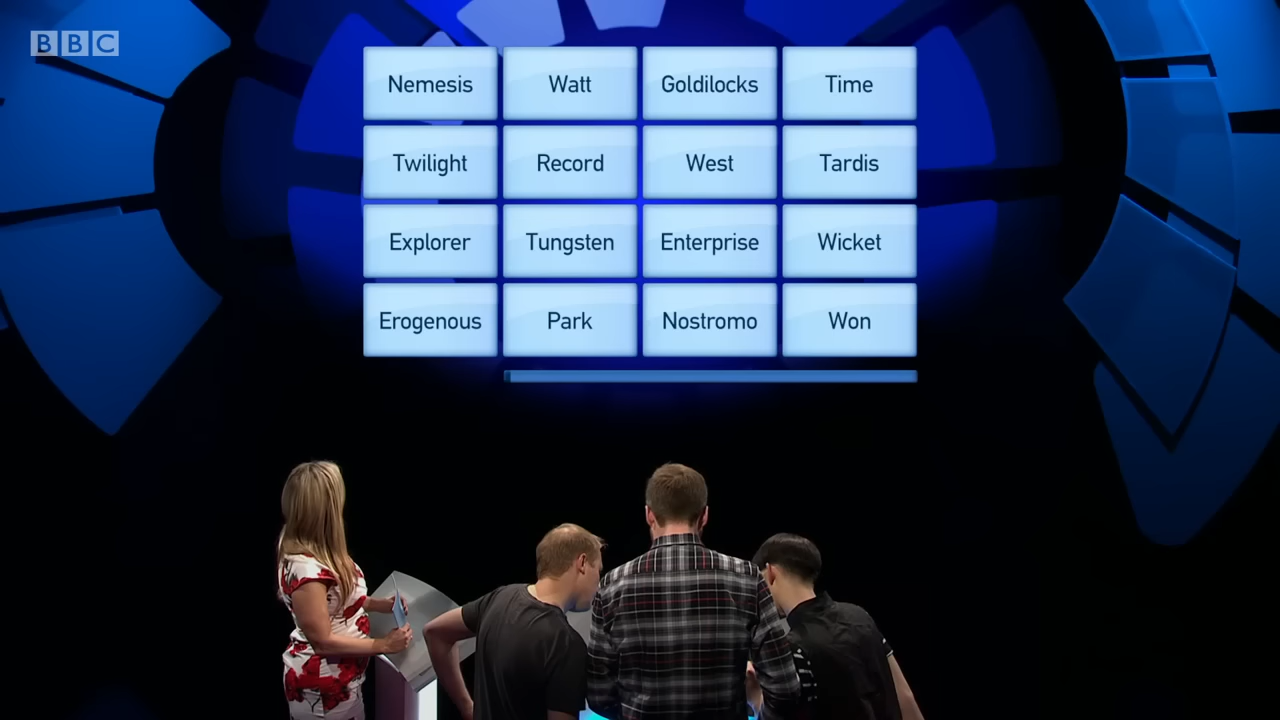 BBC
Nemesis Watt Goldilocks Time
Twilight Record West Tardis
Explorer Tungsten Enterprise Wicket
Erogenous Park Nostromo Won